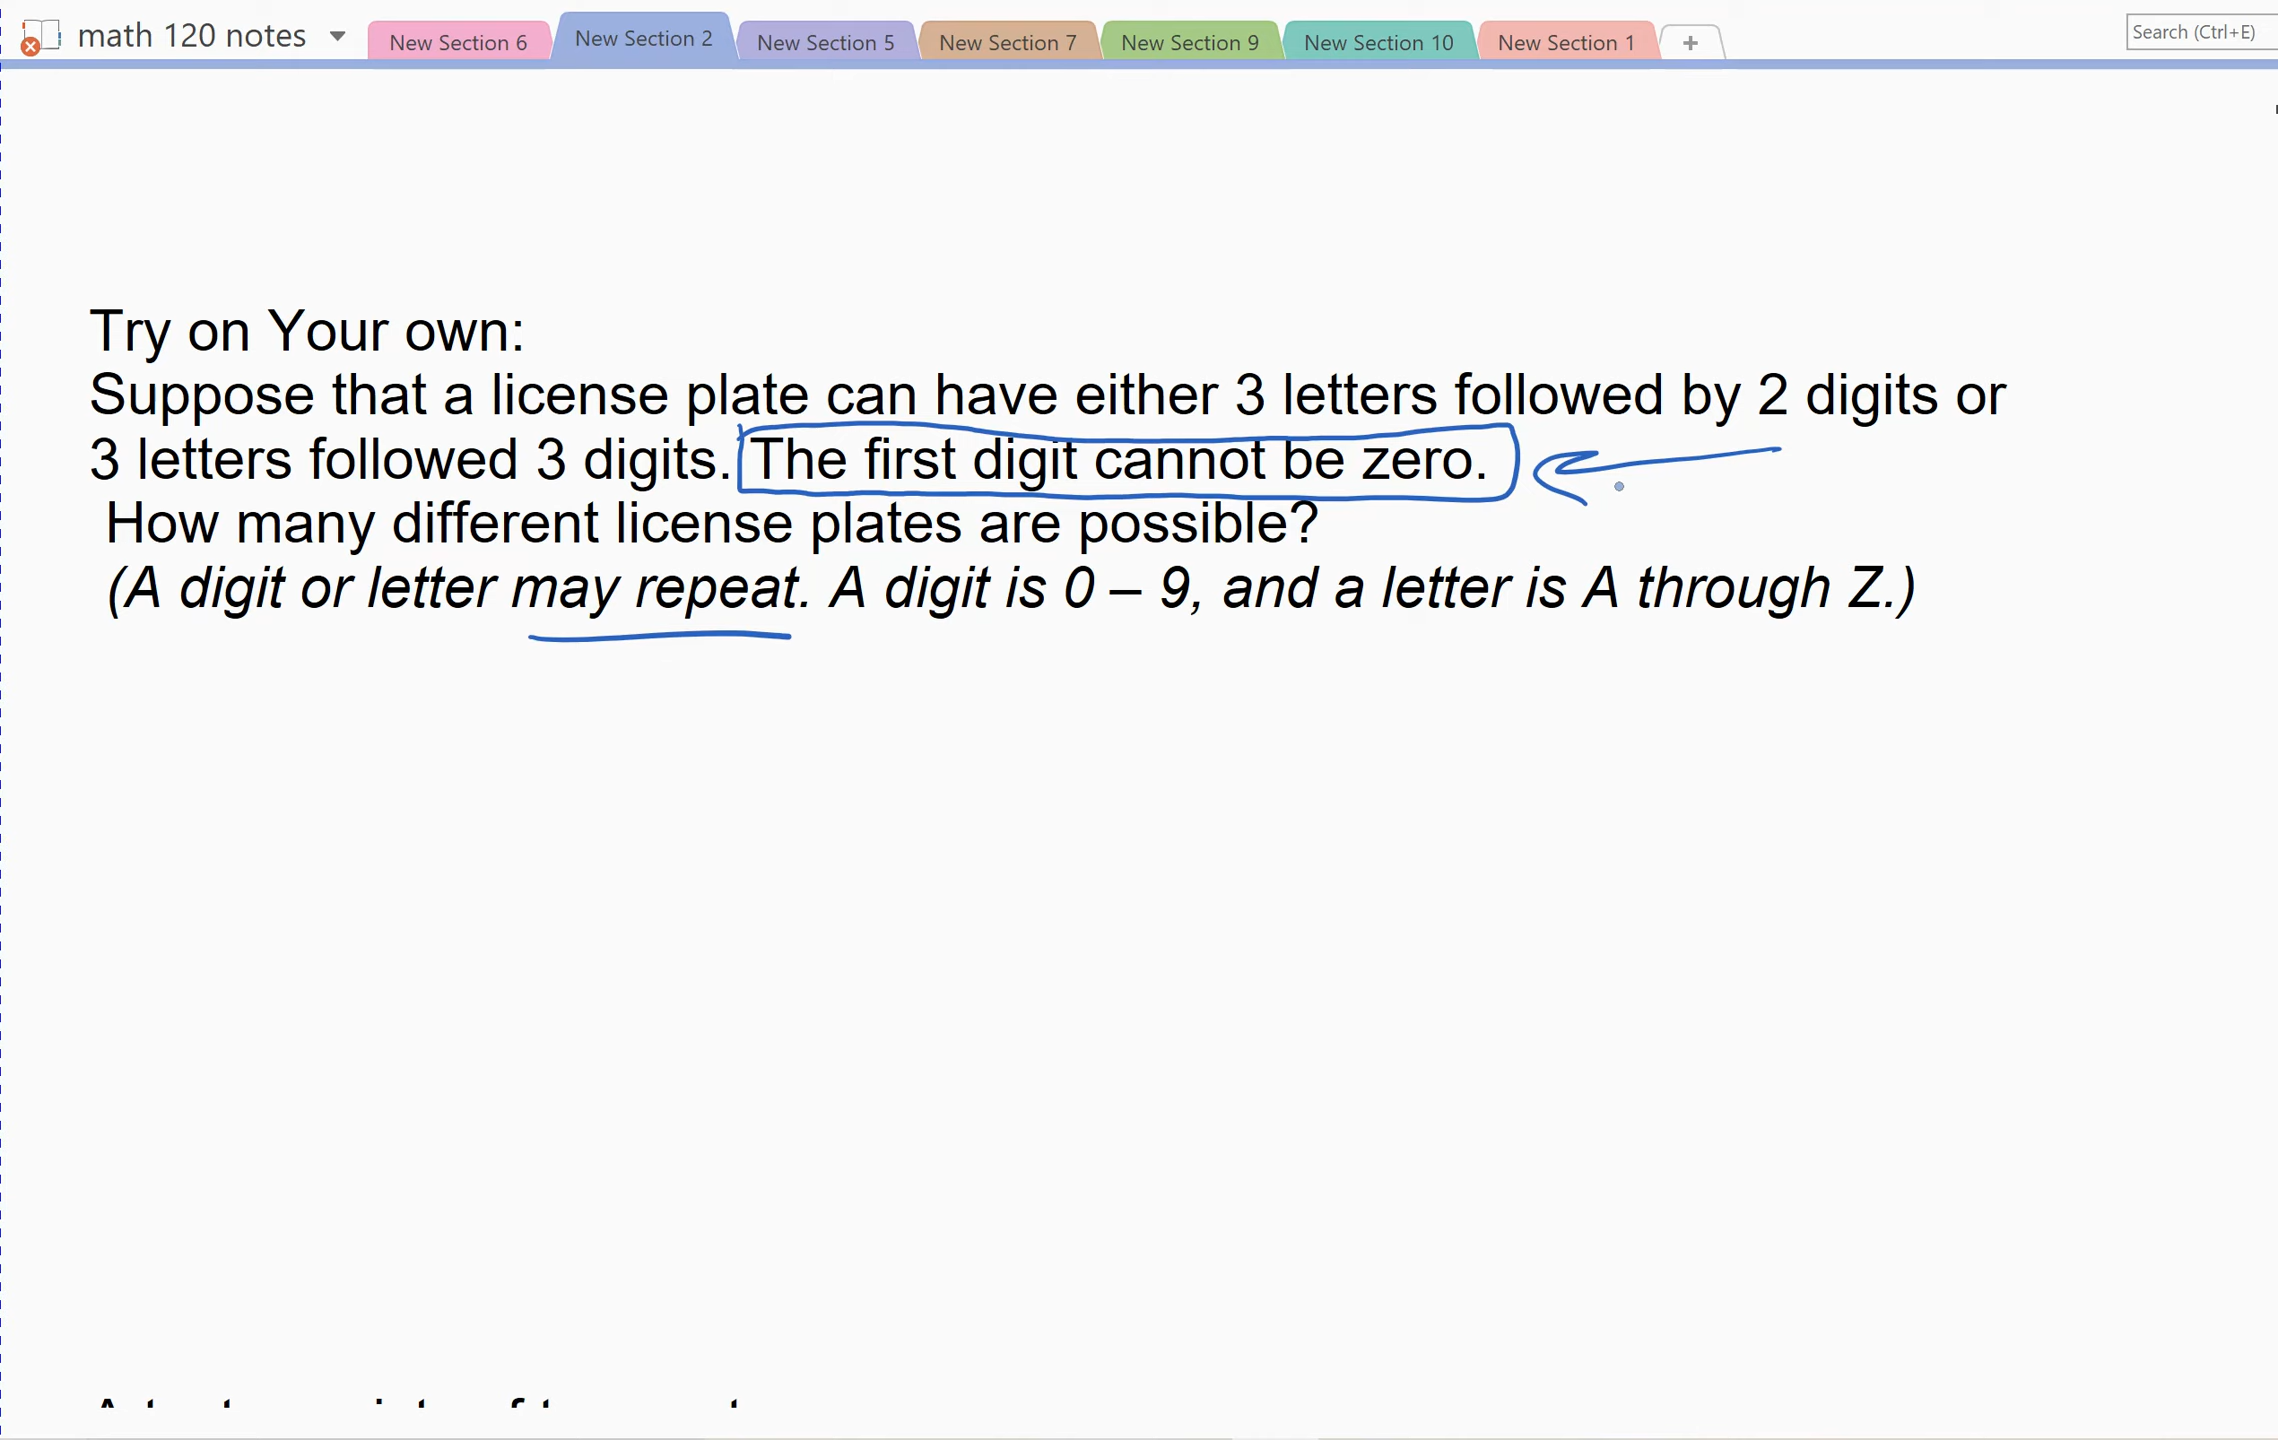 math 120 notes
New Section 6
New Section 2
New Section 5
New Section 7
New Section 9
New Section 10
New Section 1
Search (Ctrl+E)
Try on Your own:
Suppose that a license plate can have either 3 letters followed by 2 digits or
3 letters followed 3 digits. The first digit cannot be zero.
How many different license plates are possible?
(A digit or letter may repeat. A digit is 0 – 9, and a letter is A through Z.)